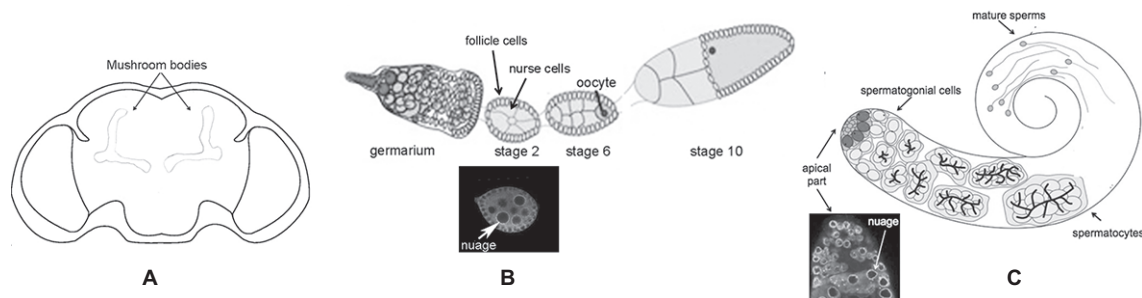 Mushroom bodies
A
follicle cells
nurse cells
oocyte
germarium
stage 2
stage 6
stage 10
nuage
B
mature sperms
spermatogonial cells
apical
part
nuage
spermatocytes
C